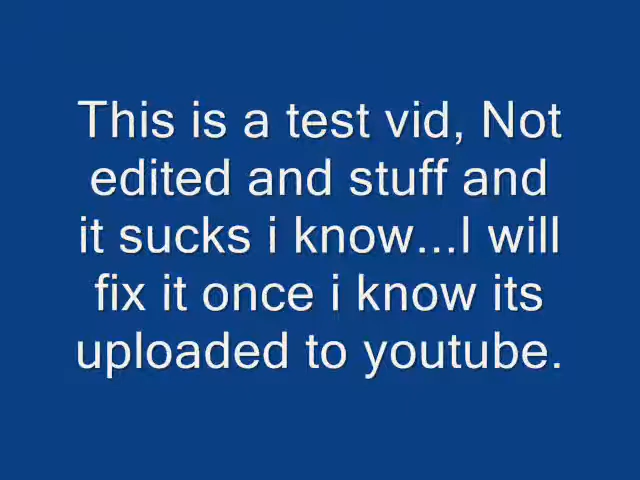 This is a test vid, Not
edited and stuff and
it sucks i know...I will
fix it once i know its
uploaded to youtube.